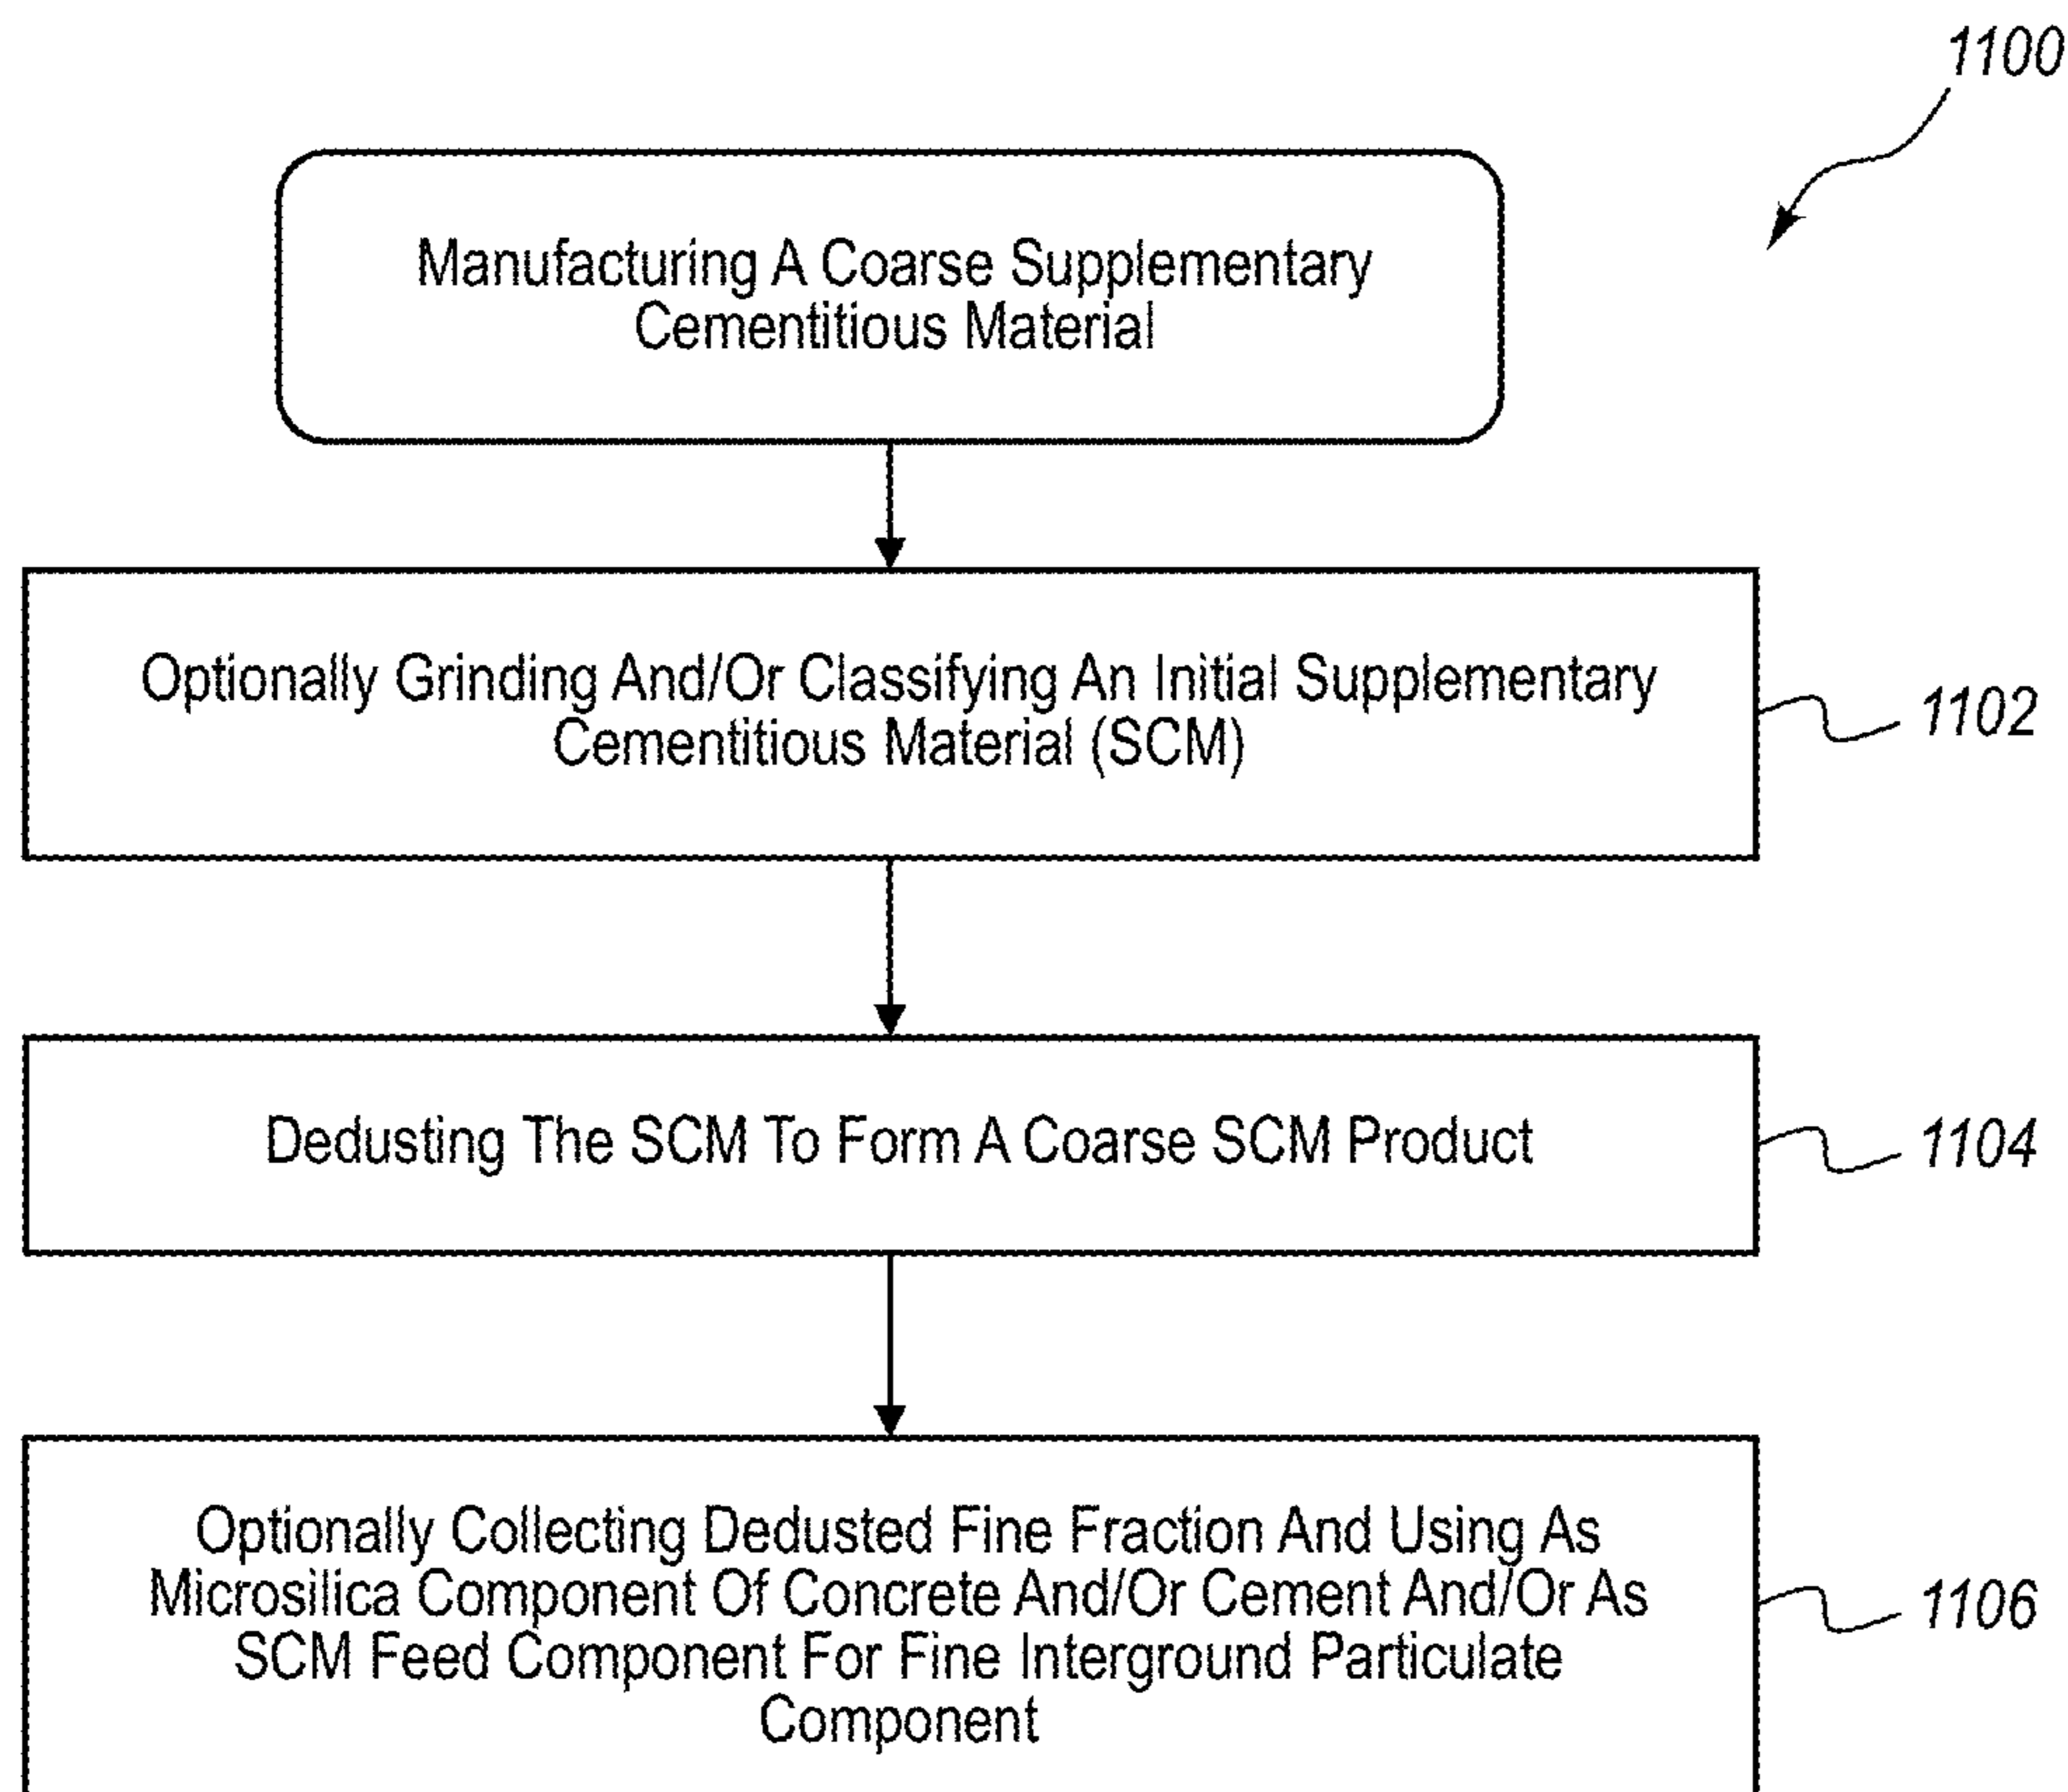 1100
Manufacturing A Coarse Supplementary
Cementitious Material
Optionally Grinding And/Or Classifying An Initial Supplementary
Cementitious Material (SCM)
1102
Dedusting The SCM To Form A Coarse SCM Product
1104
Optionally Collecting Dedusted Fine Fraction And Using As
Microsilica Component Of Concrete And/Or Cement And/Or As
SCM Feed Component For Fine Interground Particulate
Component
1106